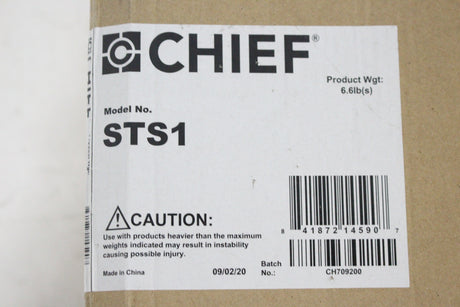 CHIEF®
Product Wgt:
6.6lb(s)
Model No.
STS1
CAUTION:
Use with products heavier than the maximum
weights indicated may result in instability
causing possible injury.
8 41872 14590 7
Made in China
09/02/20
Batch
No.:
CH709200